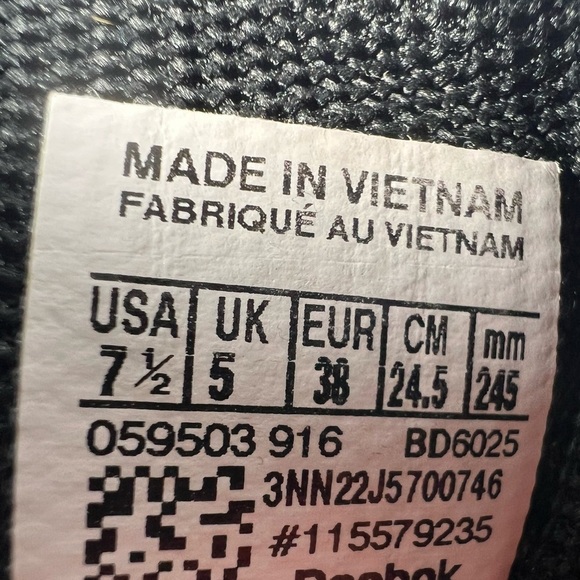 MADE IN VIETNAM
FABRIQUÉ AU VIETNAM
USA UK EUR CM mm
7 ½ 5 38 24.5 245
059503 916 BD6025
3NN22J5700746
#115579235
Reebok